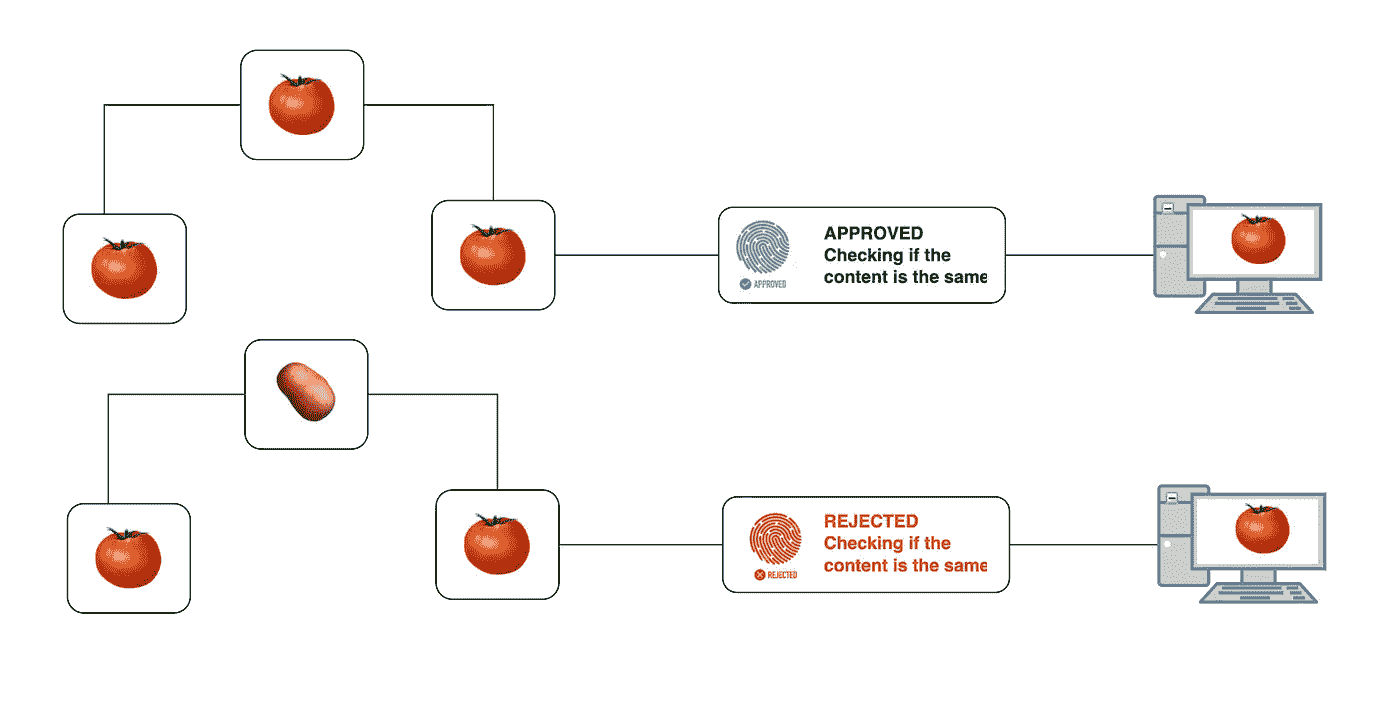 APPROVED
Checking if the
content is the same
APPROVED
REJECTED
Checking if the
content is the same
REJECTED